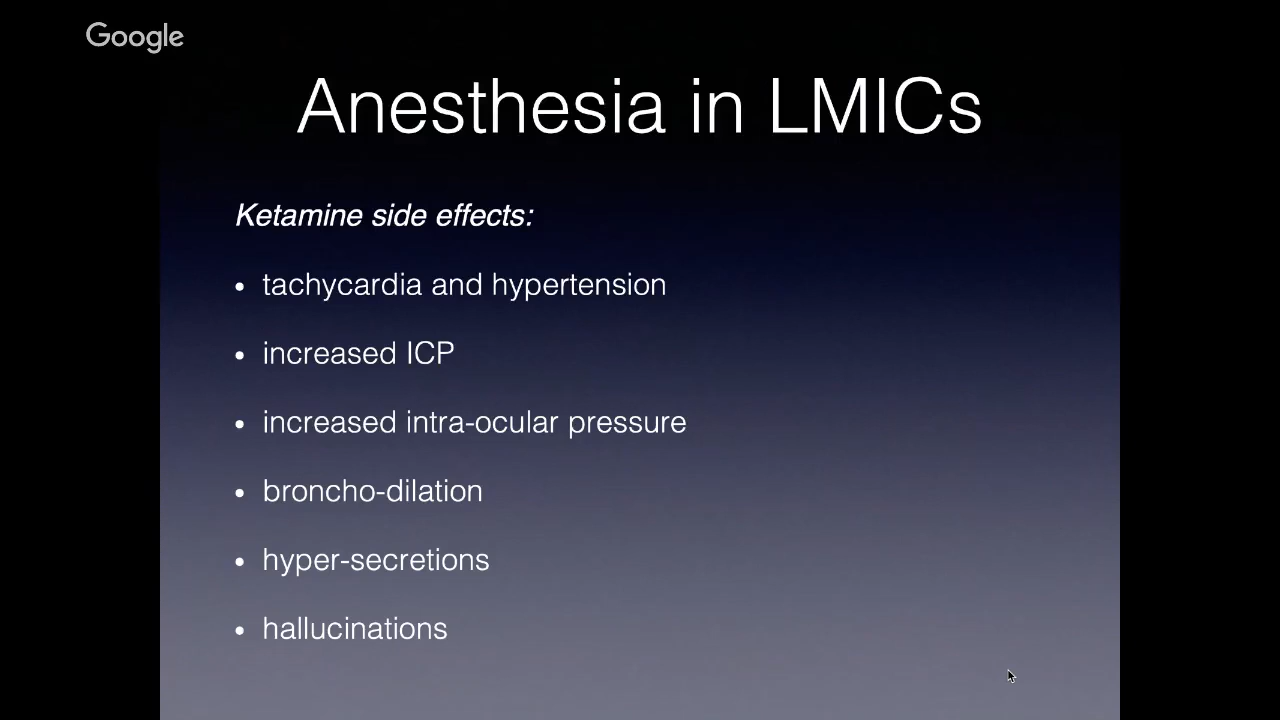 Google
Anesthesia in LMICs
Ketamine side effects:
• tachycardia and hypertension
• increased ICP
• increased intra-ocular pressure
• broncho-dilation
• hyper-secretions
• hallucinations